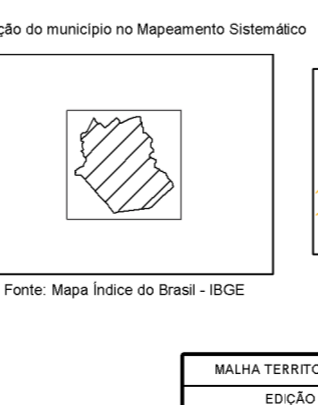 ção do município no Mapeamento Sistemático
Fonte: Mapa Índice do Brasil - IBGE
MALHA TERRITO
EDIÇÃO